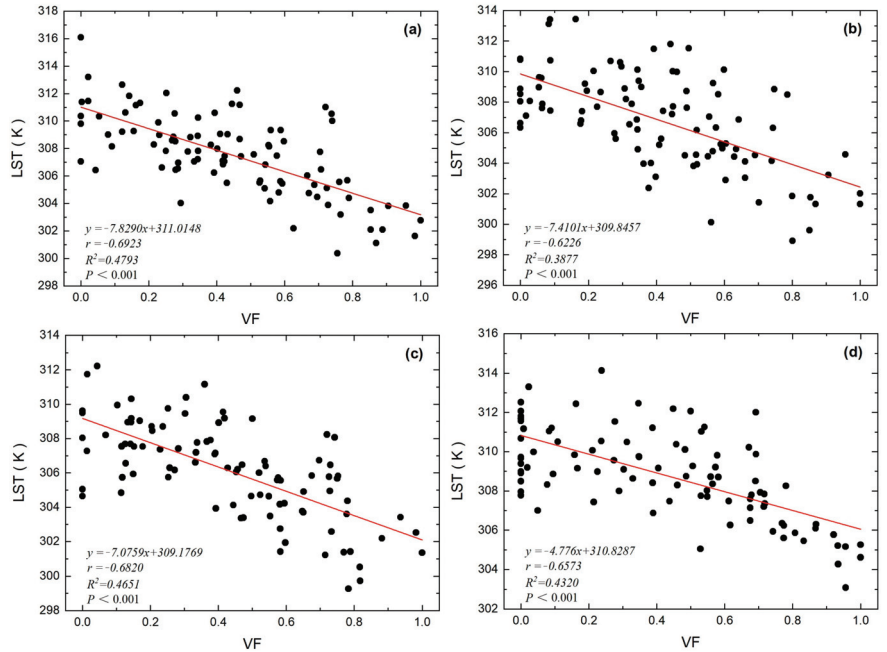 (a)
LST ( K )
318
316
314
312
310
308
306
304
302
300
298
y = -7.8290x+311.0148
r = -0.6923
R²=0.4793
P < 0.001
0.0 0.2 0.4 0.6 0.8 1.0
VF
(b)
LST ( K )
314
312
310
308
306
304
302
300
298
296
y = -7.4101x+309.8457
r = -0.6226
R²=0.3877
P < 0.001
0.0 0.2 0.4 0.6 0.8 1.0
VF
(c)
LST ( K )
314
312
310
308
306
304
302
300
298
y = -7.0759x+309.1769
r = -0.6820
R²=0.4651
P < 0.001
0.0 0.2 0.4 0.6 0.8 1.0
VF
(d)
LST ( K )
316
314
312
310
308
306
304
302
y = -4.776x+310.8287
r = -0.6573
R²=0.4320
P < 0.001
0.0 0.2 0.4 0.6 0.8 1.0
VF